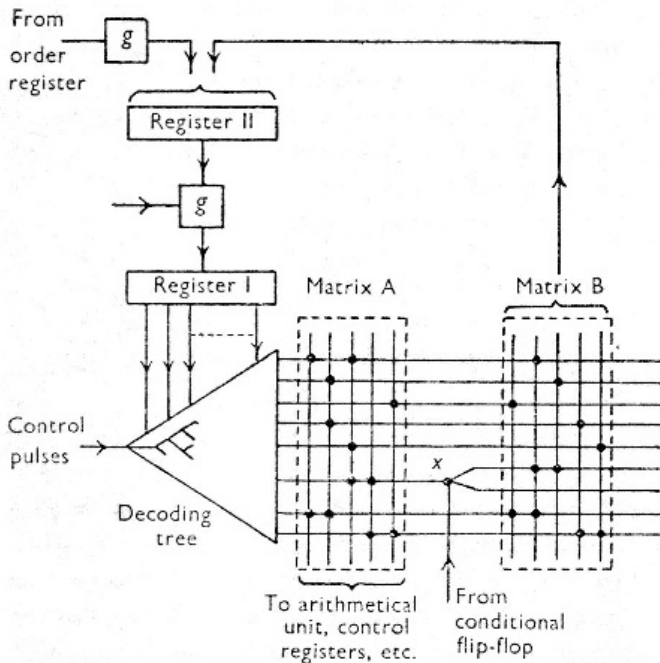 From
order
register
g
Register II
g
Register I
Matrix A
Matrix B
Control
pulses
Decoding
tree
x
To arithmetical
unit, control
registers, etc.
From
conditional
flip-flop